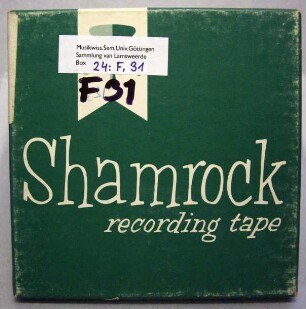 Musikwiss. Sem. Univ. Göttingen
Sammlung van Lamsweerde
Box 24: F, 31
F31
Shamrock
recording tape